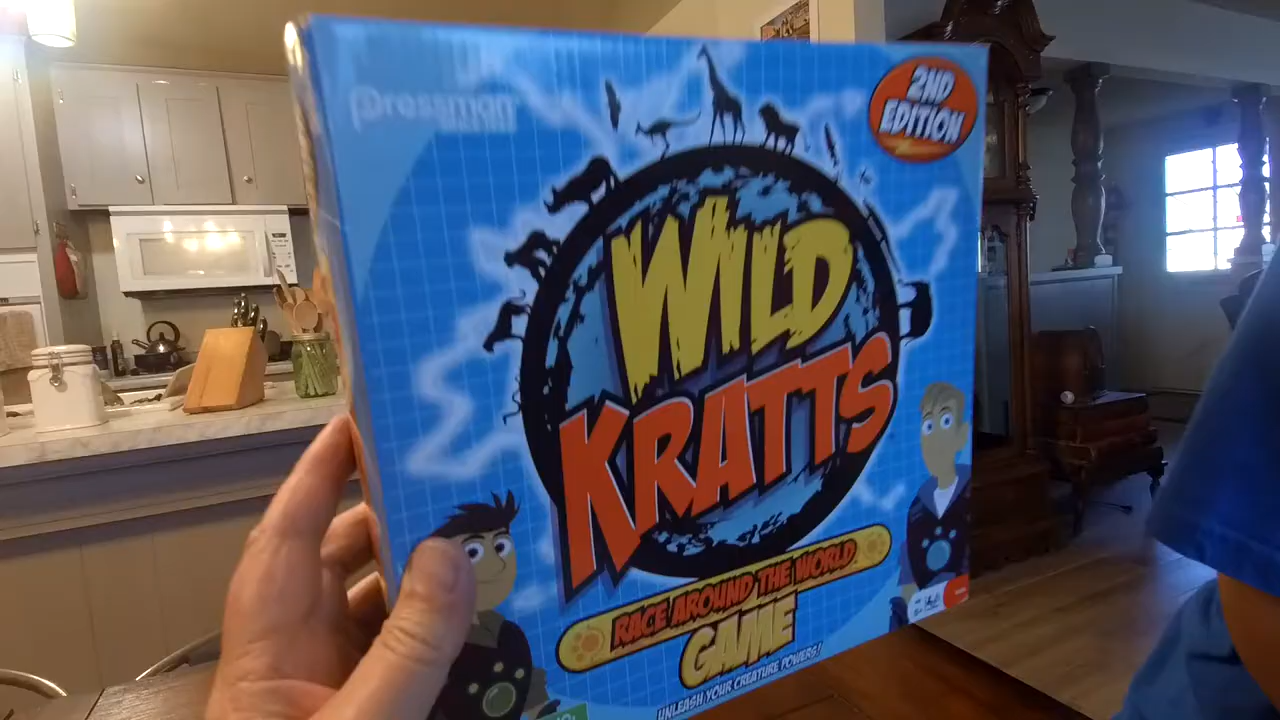 Pressman
2ND
EDITION
WILD
KRATTS
RACE AROUND THE WORLD
GAME
UNLEASH YOUR CREATURE POWERS!